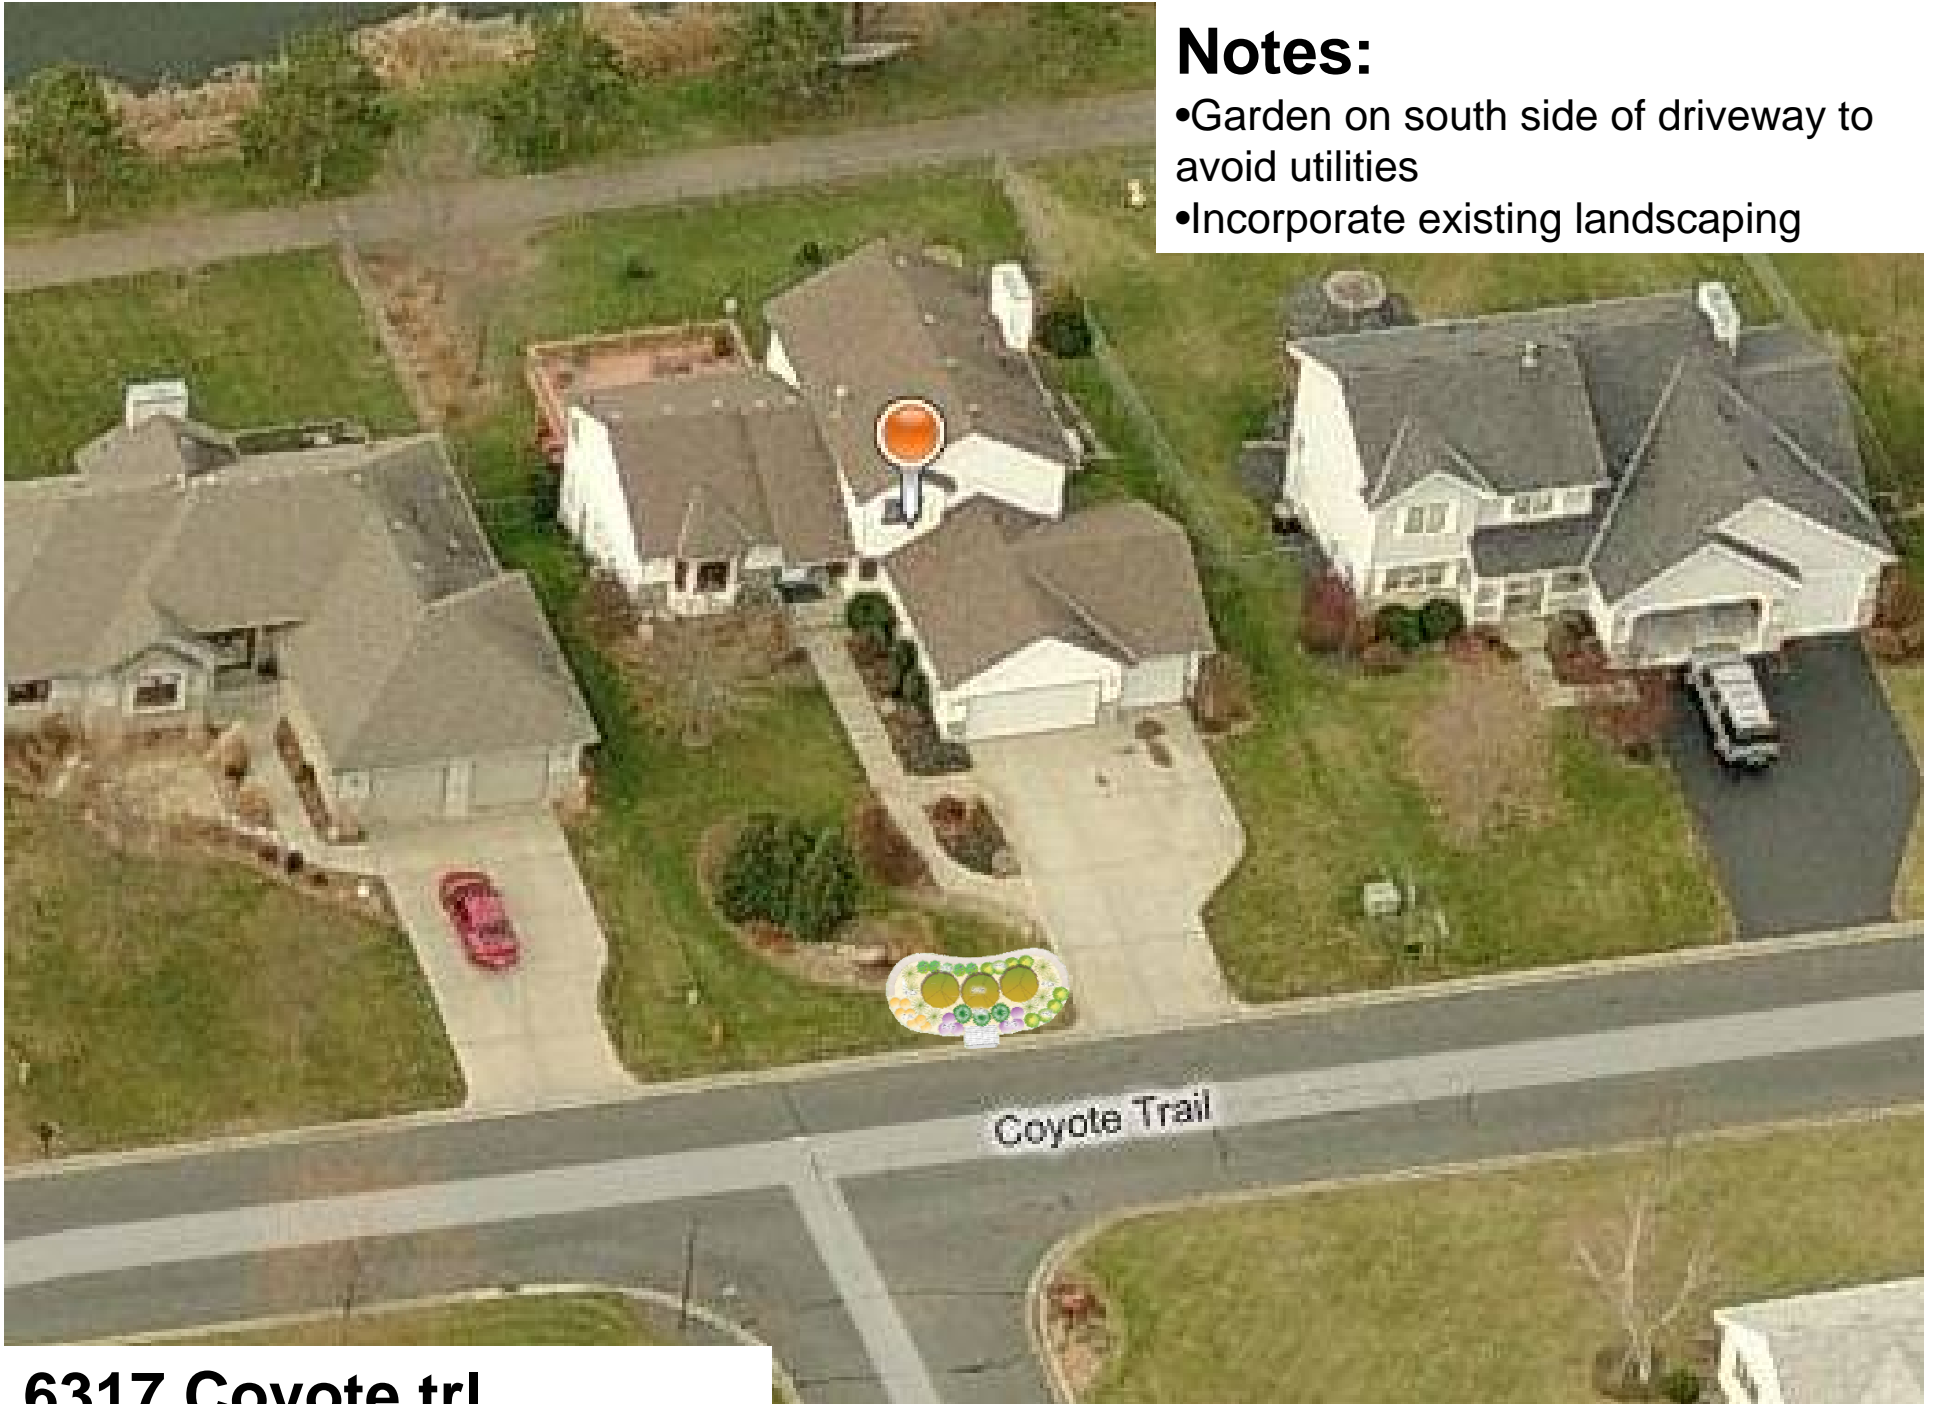 Notes:
•Garden on south side of driveway to
avoid utilities
•Incorporate existing landscaping
Coyote Trail
6317 Coyote trl